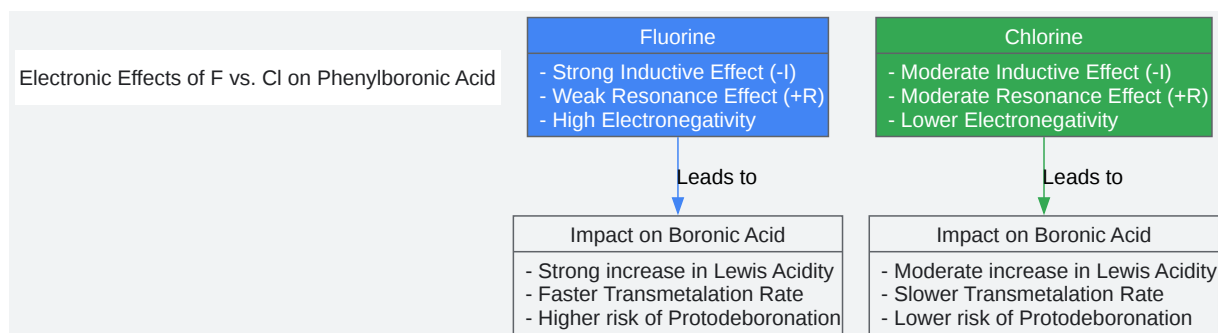 Electronic Effects of F vs. Cl on Phenylboronic Acid
Fluorine
- Strong Inductive Effect (-I)
- Weak Resonance Effect (+R)
- High Electronegativity
Leads to
Impact on Boronic Acid
- Strong increase in Lewis Acidity
- Faster Transmetalation Rate
- Higher risk of Protodeboronation
Chlorine
- Moderate Inductive Effect (-I)
- Moderate Resonance Effect (+R)
- Lower Electronegativity
Leads to
Impact on Boronic Acid
- Moderate increase in Lewis Acidity
- Slower Transmetalation Rate
- Lower risk of Protodeboronation